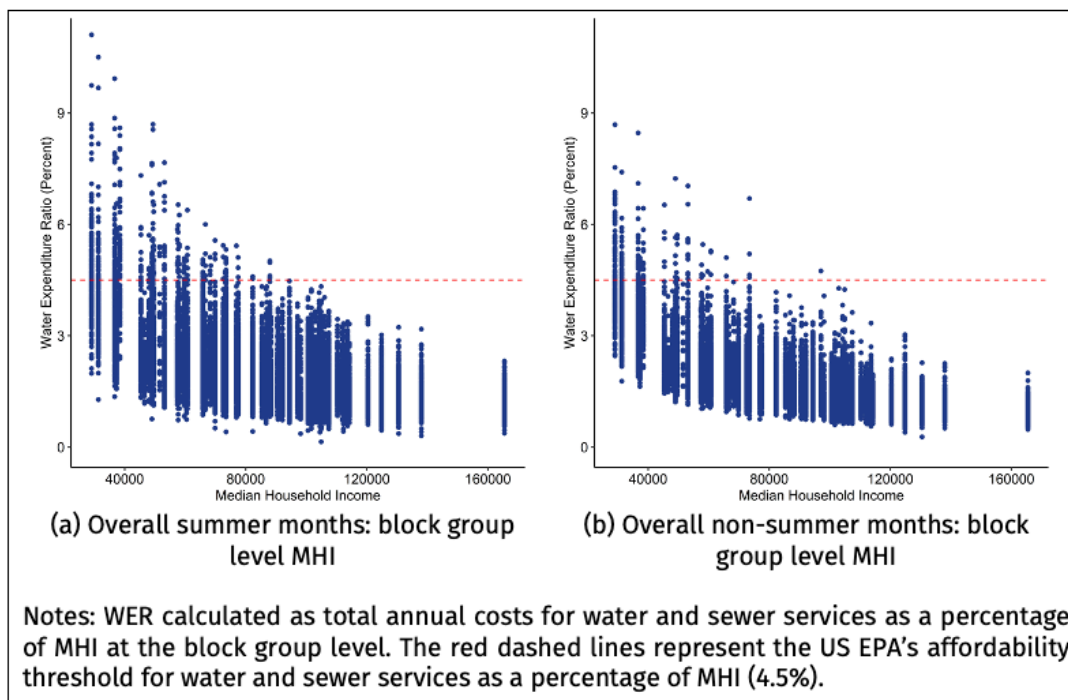 9
6
3
0
Water Expenditure Ratio (Percent)
40000 80000 120000 160000
Median Household Income
(a) Overall summer months: block group
level MHI
9
6
3
0
Water Expenditure Ratio (Percent)
40000 80000 120000 160000
Median Household Income
(b) Overall non-summer months: block
group level MHI
Notes: WER calculated as total annual costs for water and sewer services as a percentage
of MHI at the block group level. The red dashed lines represent the US EPA’s affordability
threshold for water and sewer services as a percentage of MHI (4.5%).